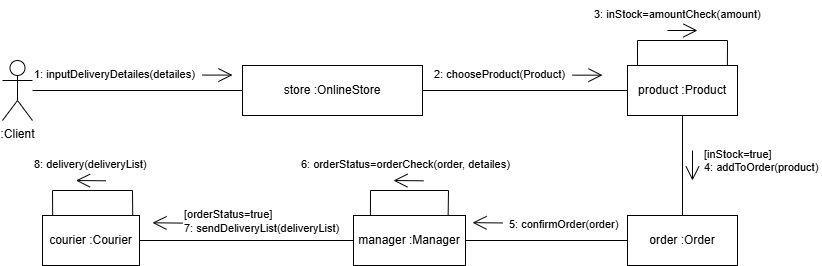 3: inStock=amountCheck(amount)
1: inputDeliveryDetailes(detailes)
2: chooseProduct(Product)
store :OnlineStore
product :Product
:Client
[inStock=true]
4: addToOrder(product)
8: delivery(deliveryList)
6: orderStatus=orderCheck(order, detailes)
[orderStatus=true]
7: sendDeliveryList(deliveryList)
5: confirmOrder(order)
courier :Courier
manager :Manager
order :Order